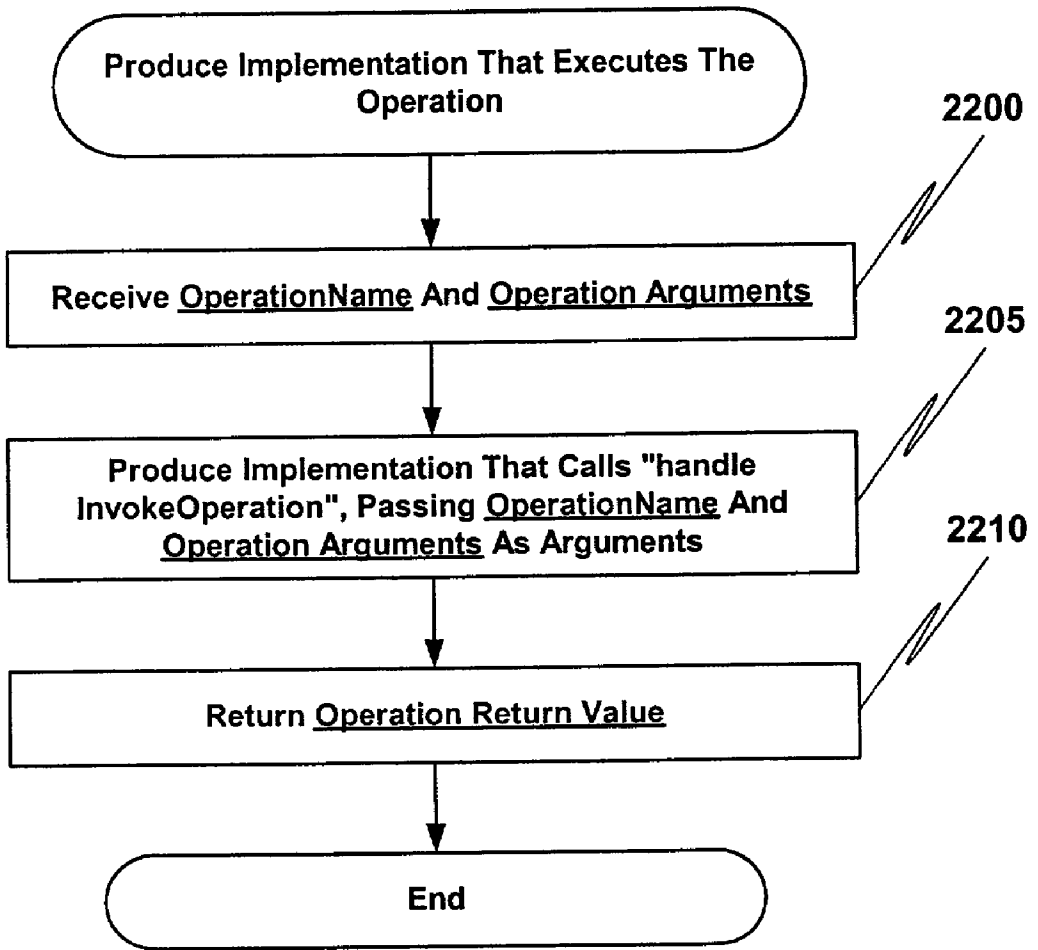 Produce Implementation That Executes The
Operation
2200
Receive OperationName And Operation Arguments
2205
Produce Implementation That Calls "handle
InvokeOperation", Passing OperationName And
Operation Arguments As Arguments
2210
Return Operation Return Value
End